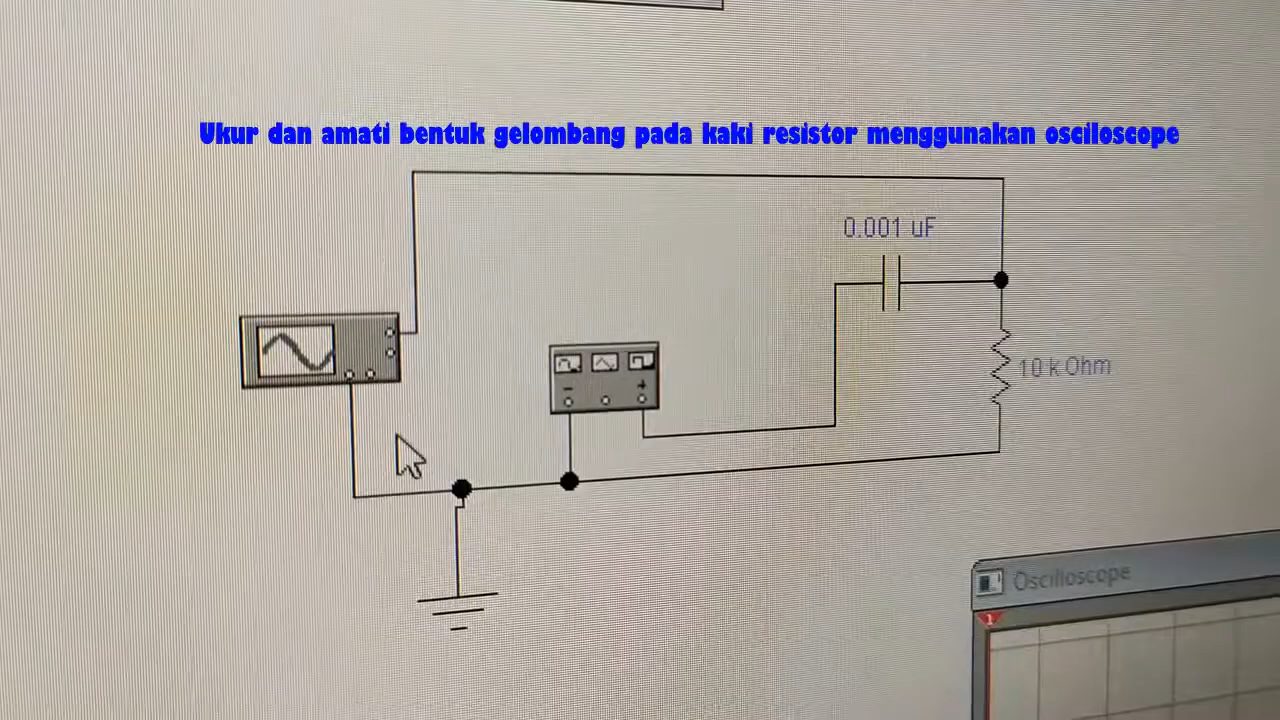 Ukur dan amati bentuk gelombang pada kaki resistor menggunakan osciloscope
0.001 uF
10 k Ohm
- +
Oscilloscope
1